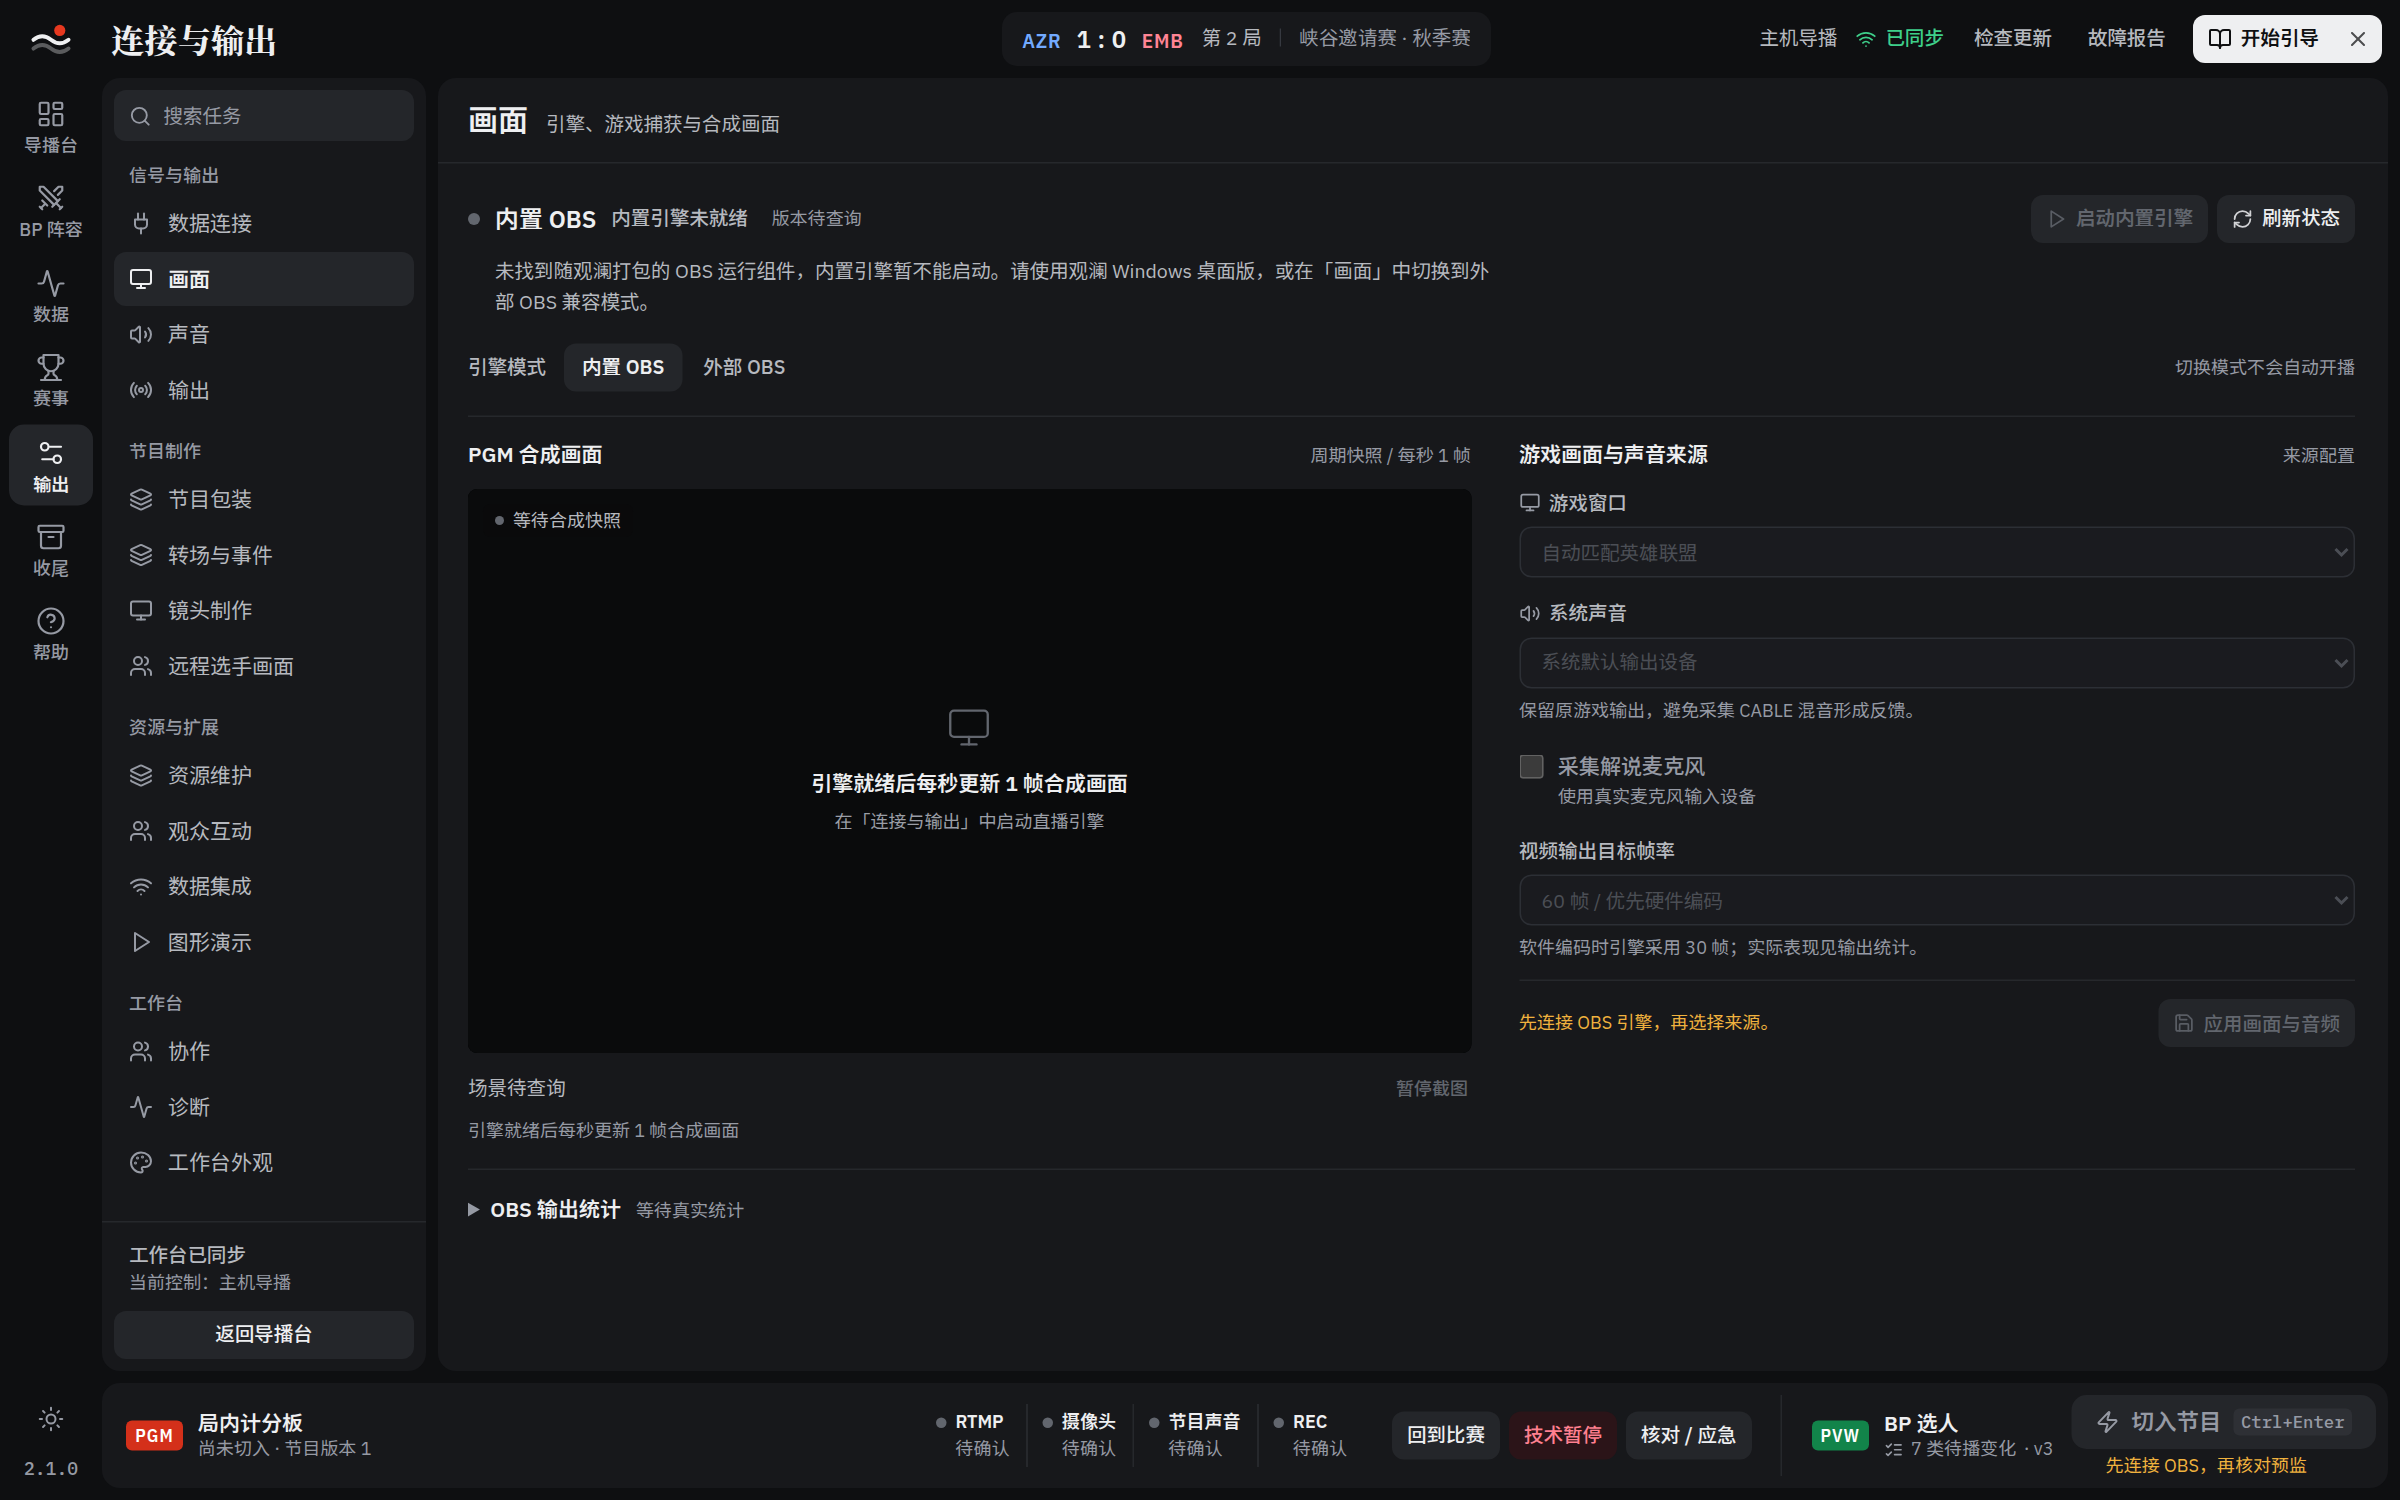 连接与输出
AZR 1 : 0 EMB 第 2 局 峡谷邀请赛 · 秋季赛
主机导播 已同步 检查更新 故障报告 开始引导
导播台
BP 阵容
数据
赛事
输出
收尾
帮助
2.1.0
搜索任务
信号与输出
数据连接
画面
声音
输出
节目制作
节目包装
转场与事件
镜头制作
远程选手画面
资源与扩展
资源维护
观众互动
数据集成
图形演示
工作台
协作
诊断
工作台外观
工作台已同步
当前控制：主机导播
返回导播台
画面 引擎、游戏捕获与合成画面
内置 OBS 内置引擎未就绪 版本待查询
启动内置引擎 刷新状态
未找到随观澜打包的 OBS 运行组件，内置引擎暂不能启动。请使用观澜 Windows 桌面版，或在「画面」中切换到外
部 OBS 兼容模式。
引擎模式 内置 OBS 外部 OBS 切换模式不会自动开播
PGM 合成画面 周期快照 / 每秒 1 帧
等待合成快照
引擎就绪后每秒更新 1 帧合成画面
在「连接与输出」中启动直播引擎
场景待查询 暂停截图
引擎就绪后每秒更新 1 帧合成画面
游戏画面与声音来源 来源配置
游戏窗口
自动匹配英雄联盟
系统声音
系统默认输出设备
保留原游戏输出，避免采集 CABLE 混音形成反馈。
采集解说麦克风
使用真实麦克风输入设备
视频输出目标帧率
60 帧 / 优先硬件编码
软件编码时引擎采用 30 帧；实际表现见输出统计。
先连接 OBS 引擎，再选择来源。 应用画面与音频
OBS 输出统计 等待真实统计
PGM 局内计分板
尚未切入 · 节目版本 1
RTMP
待确认
摄像头
待确认
节目声音
待确认
REC
待确认
回到比赛 技术暂停 核对 / 应急
PVW BP 选人
7 类待播变化 · v3
切入节目 Ctrl+Enter
先连接 OBS，再核对预监